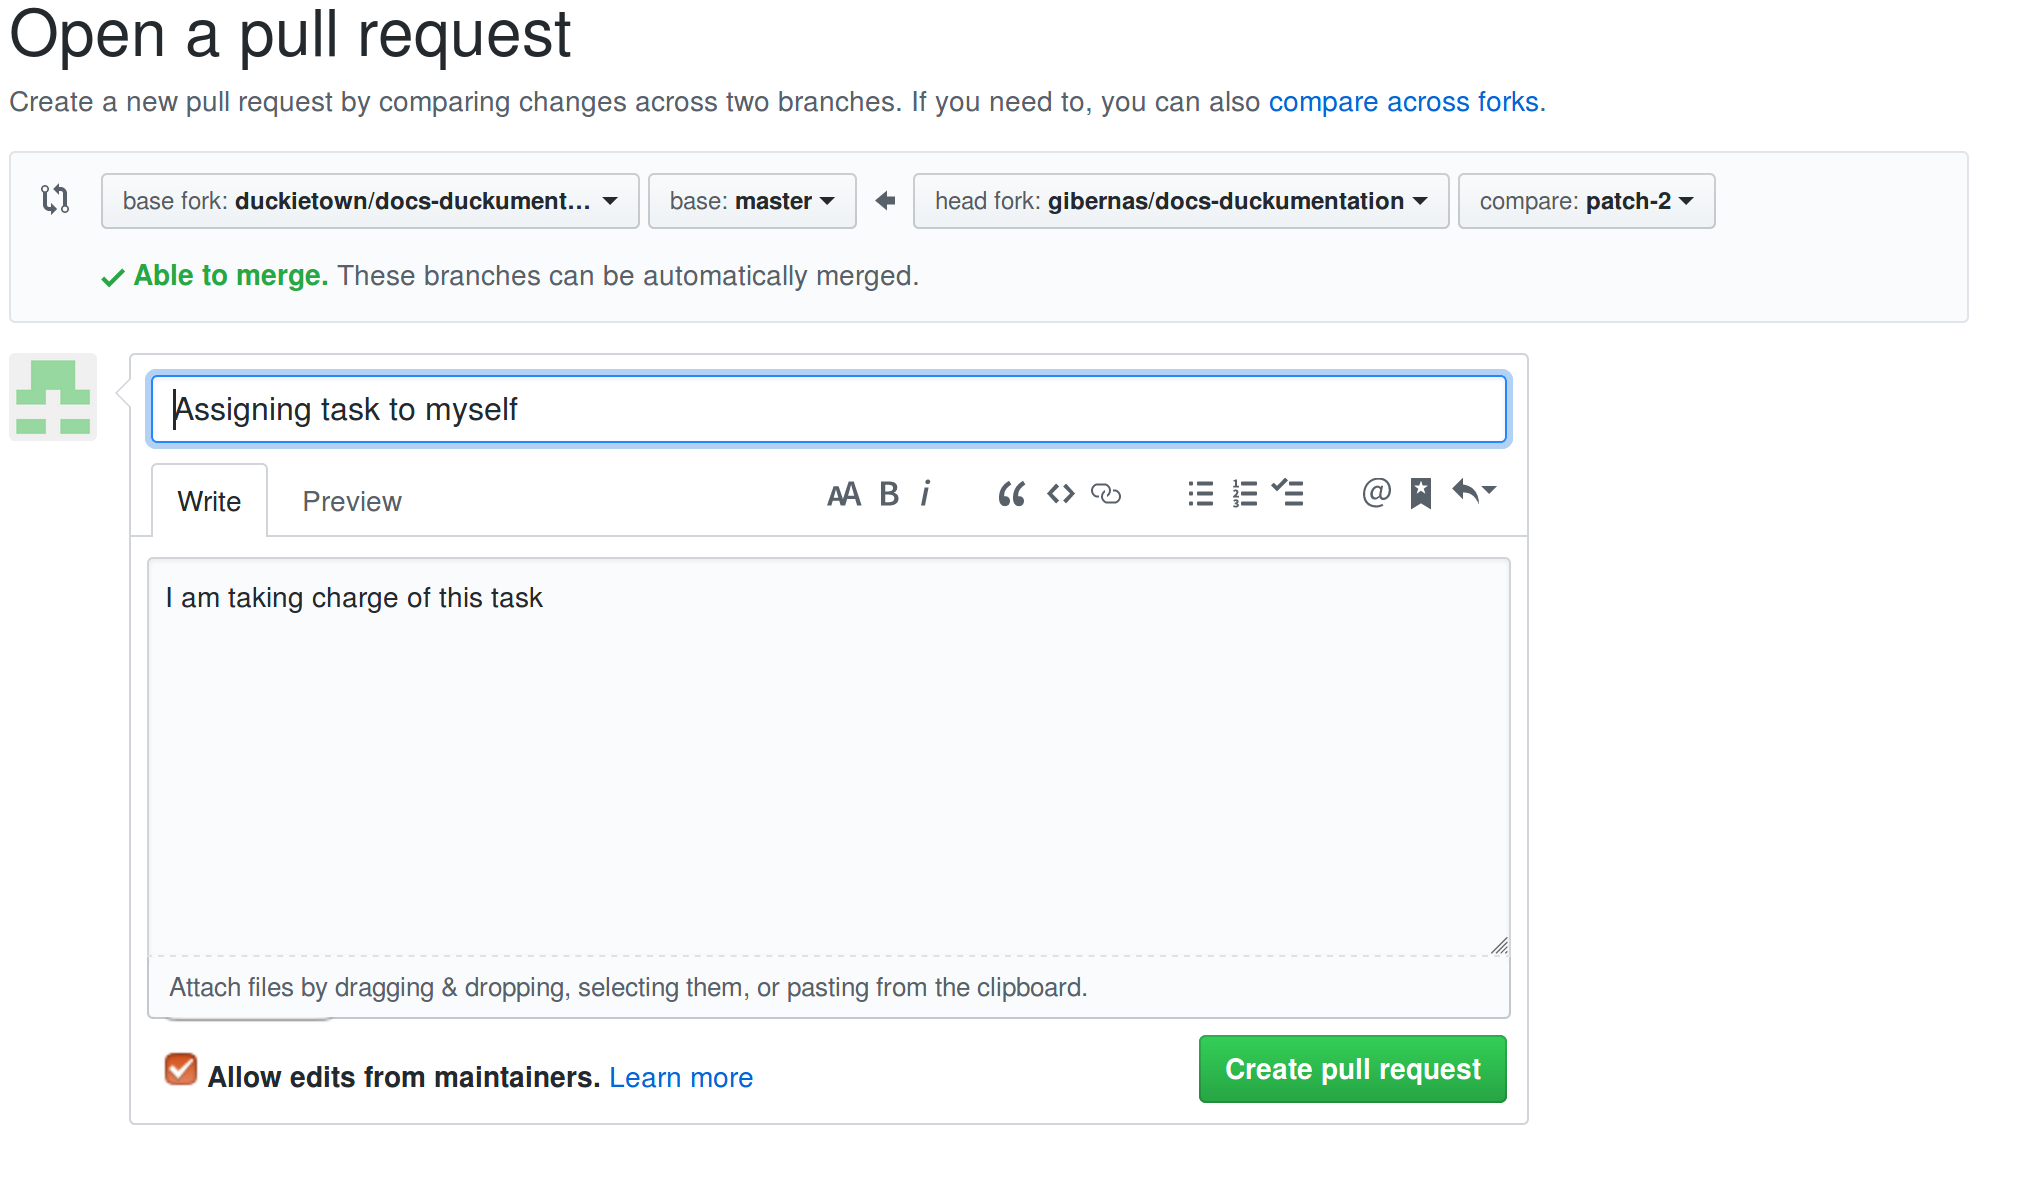 Open a pull request
Create a new pull request by comparing changes across two branches. If you need to, you can also compare across forks.
base fork: duckietown/docs-duckument... base: master head fork: gibernas/docs-duckumentation compare: patch-2
Able to merge. These branches can be automatically merged.
Assigning task to myself
Write Preview AA B i @
I am taking charge of this task
Attach files by dragging & dropping, selecting them, or pasting from the clipboard.
Allow edits from maintainers. Learn more Create pull request